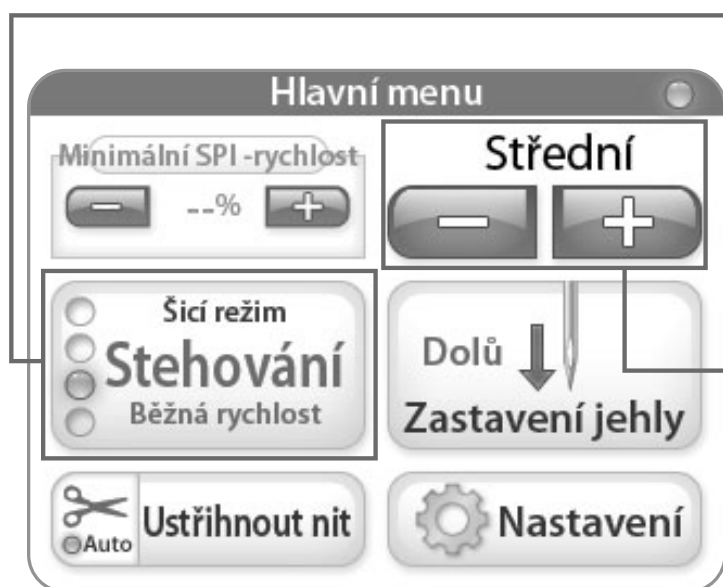 Hlavní menu
Minimální SPI -rychlost
--%
Střední
Šicí režim
Stehování
Běžná rychlost
Dolů
Zastavení jehly
Auto
Ustřihnout nit
Nastavení